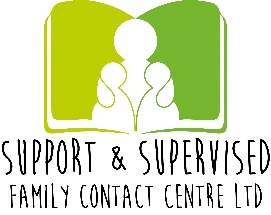 SUPPORT & SUPERVISED
FAMILY CONTACT CENTRE LTD